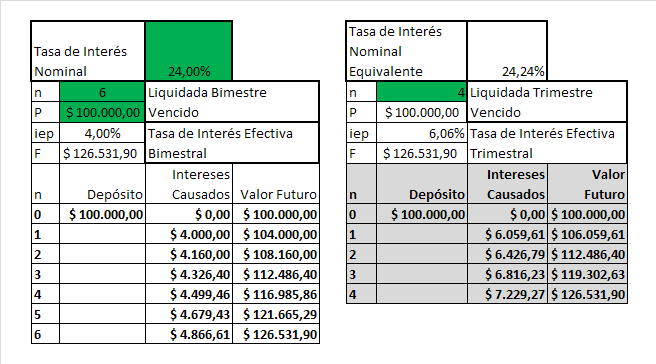 Tasa de Interés
Nominal 24,00%
n 6 Liquidada Bimestre
P $ 100.000,00 Vencido
iep 4,00% Tasa de Interés Efectiva
F $ 126.531,90 Bimestral
Intereses
n Depósito Causados Valor Futuro
0 $ 100.000,00 $ 0,00 $ 100.000,00
1 $ 4.000,00 $ 104.000,00
2 $ 4.160,00 $ 108.160,00
3 $ 4.326,40 $ 112.486,40
4 $ 4.499,46 $ 116.985,86
5 $ 4.679,43 $ 121.665,29
6 $ 4.866,61 $ 126.531,90
Tasa de Interés
Nominal
Equivalente 24,24%
n 4 Liquidada Trimestre
P $ 100.000,00 Vencido
iep 6,06% Tasa de Interés Efectiva
F $ 126.531,90 Trimestral
Intereses Valor
n Depósito Causados Futuro
0 $ 100.000,00 $ 0,00 $ 100.000,00
1 $ 6.059,61 $ 106.059,61
2 $ 6.426,79 $ 112.486,40
3 $ 6.816,23 $ 119.302,63
4 $ 7.229,27 $ 126.531,90